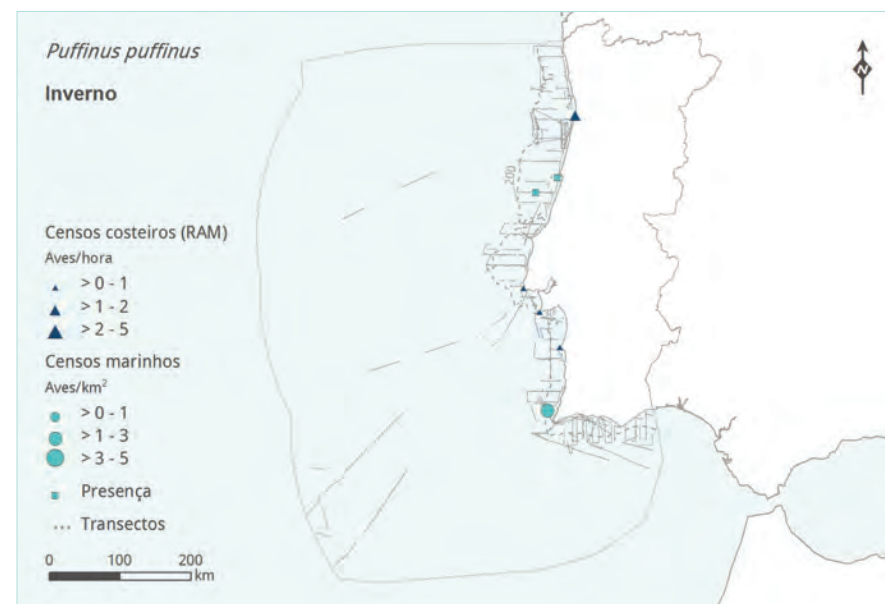 Puffinus puffinus
Inverno
N
200
Censos costeiros (RAM)
Aves/hora
> 0 - 1
> 1 - 2
> 2 - 5
Censos marinhos
Aves/km²
> 0 - 1
> 1 - 3
> 3 - 5
Presença
Transectos
0 100 200
km